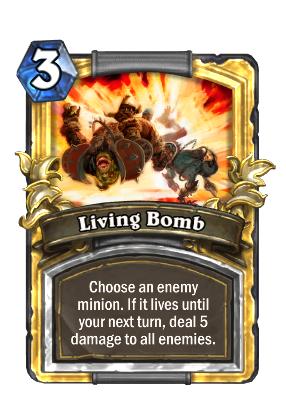 3
Living Bomb
Choose an enemy
minion. If it lives until
your next turn, deal 5
damage to all enemies.